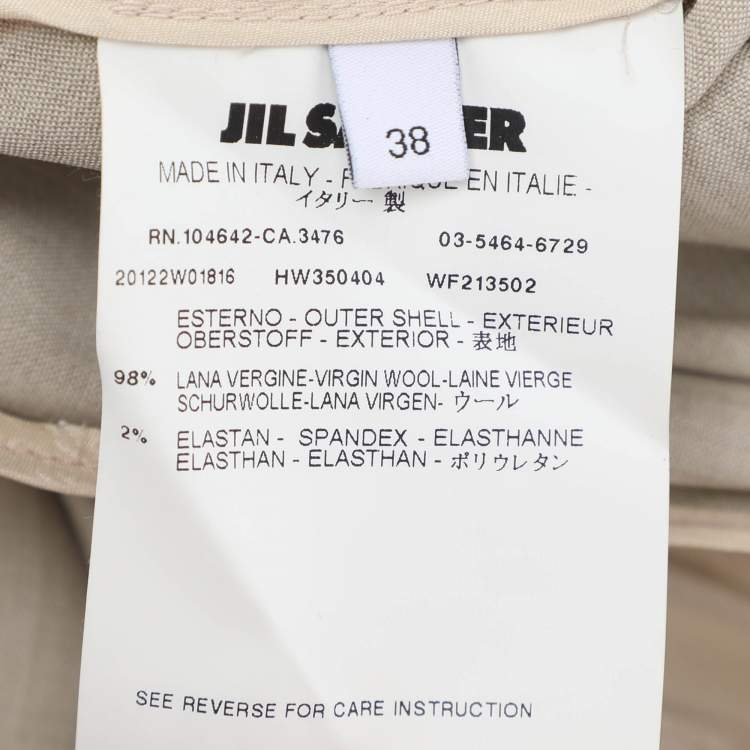 JIL
38
MADE IN ITALY - EN ITALIE -
イタリー 製
RN.104642-CA.3476 03-5464-6729
20122W01816 HW350404 WF213502
ESTERNO - OUTER SHELL - EXTERIEUR
OBERSTOFF - EXTERIOR - 表地
98% LANA VERGINE-VIRGIN WOOL-LAINE VIERGE
SCHURWOLLE-LANA VIRGEN- ウール
2% ELASTAN - SPANDEX - ELASTHANNE
ELASTHAN - ELASTHAN - ポリウレタン
SEE REVERSE FOR CARE INSTRUCTION